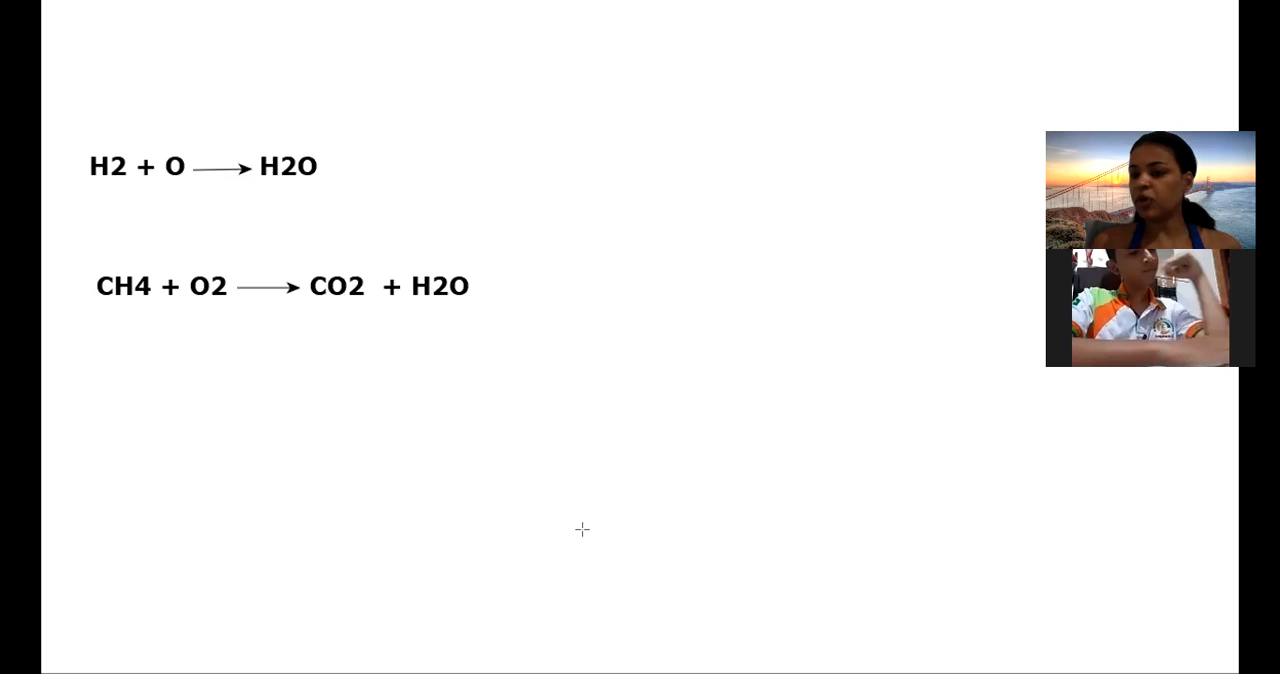 H2 + O ⟶ H2O
CH4 + O2 ⟶ CO2 + H2O